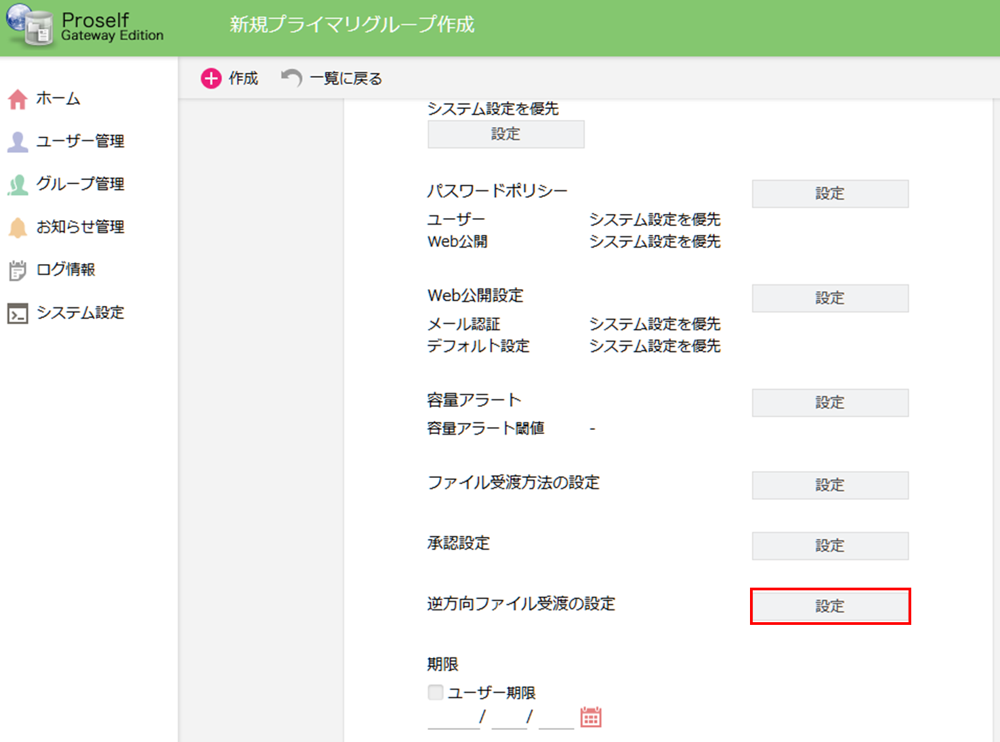 Proself
Gateway Edition
新規プライマリグループ作成
作成
一覧に戻る
ホーム
ユーザー管理
グループ管理
お知らせ管理
ログ情報
システム設定
システム設定を優先
設定
パスワードポリシー
設定
ユーザー システム設定を優先
Web公開 システム設定を優先
Web公開設定
設定
メール認証 システム設定を優先
デフォルト設定 システム設定を優先
容量アラート
設定
容量アラート閾値 -
ファイル受渡方法の設定
設定
承認設定
設定
逆方向ファイル受渡の設定
設定
期限
ユーザー期限
/ /